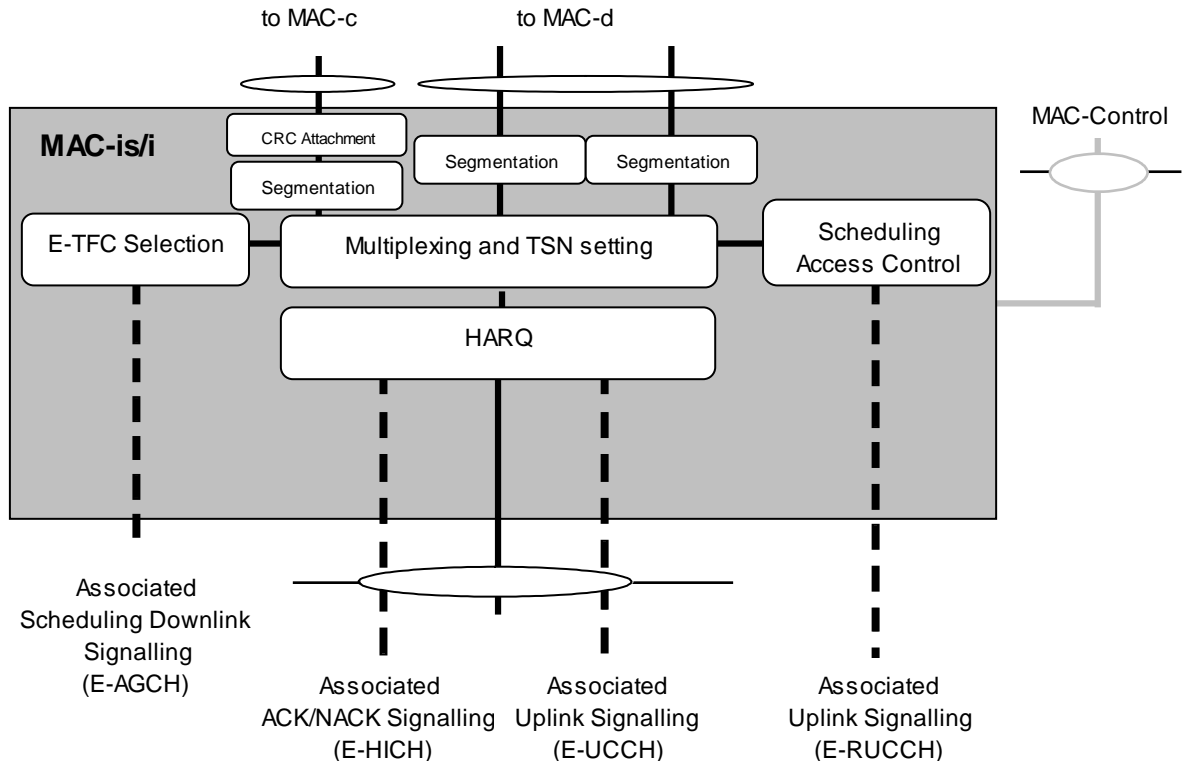 to MAC-c
to MAC-d
MAC-Control
MAC-is/i
CRC Attachment
Segmentation
Segmentation
Segmentation
E-TFC Selection
Multiplexing and TSN setting
Scheduling
Access Control
HARQ
Associated
Scheduling Downlink
Signalling
(E-AGCH)
Associated
ACK/NACK Signalling
(E-HICH)
Associated
Uplink Signalling
(E-UCCH)
Associated
Uplink Signalling
(E-RUCCH)